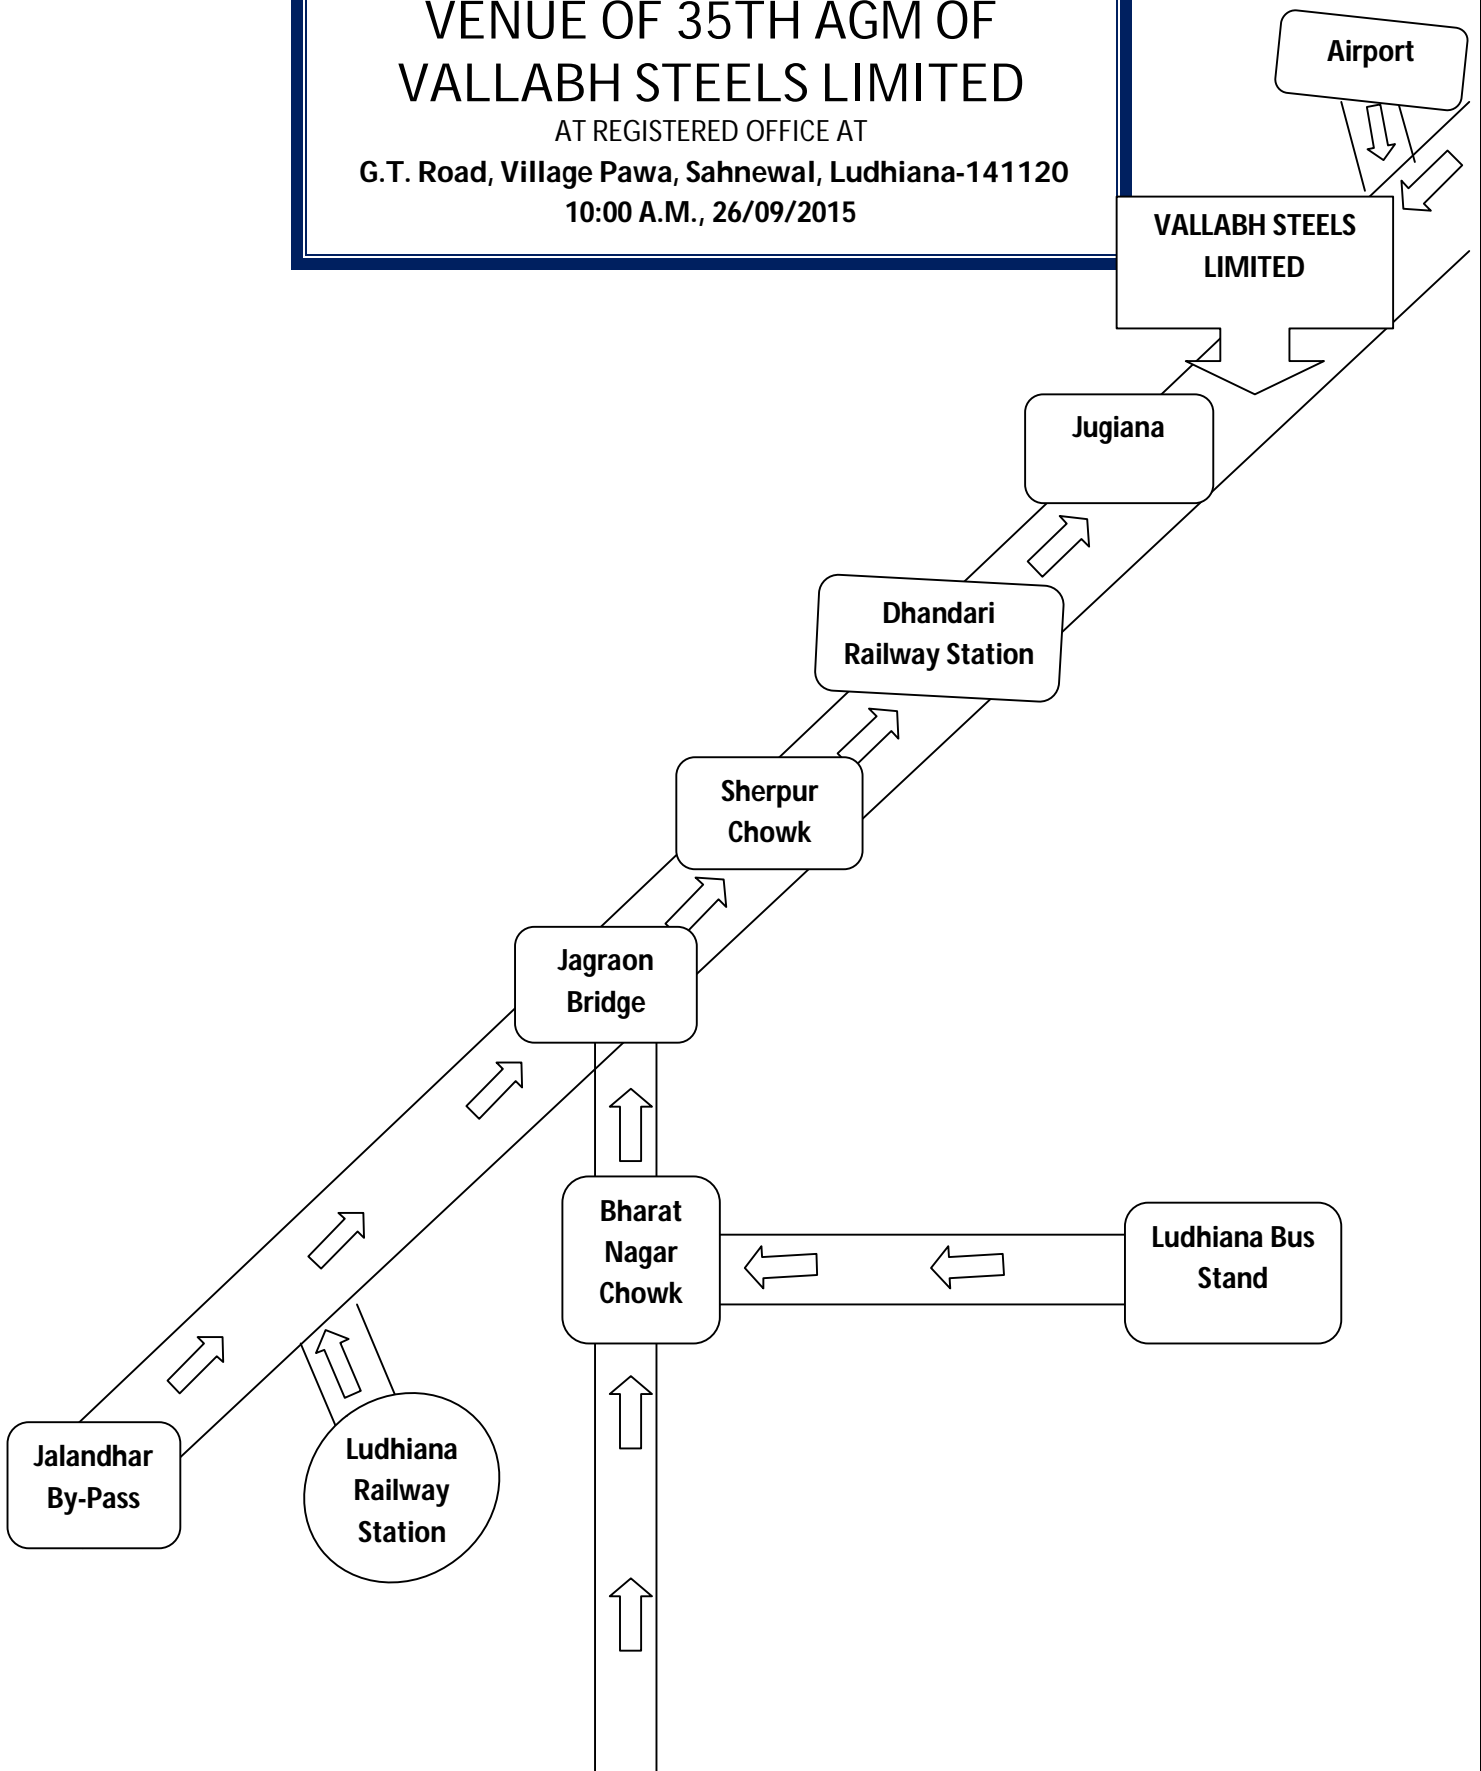 VENUE OF 35TH AGM OF
VALLABH STEELS LIMITED
AT REGISTERED OFFICE AT
G.T. Road, Village Pawa, Sahnewal, Ludhiana-141120
10:00 A.M., 26/09/2015
Airport
VALLABH STEELS
LIMITED
Jugiana
Dhandari
Railway Station
Sherpur
Chowk
Jagraon
Bridge
Bharat
Nagar
Chowk
Ludhiana Bus
Stand
Jalandhar
By-Pass
Ludhiana
Railway
Station